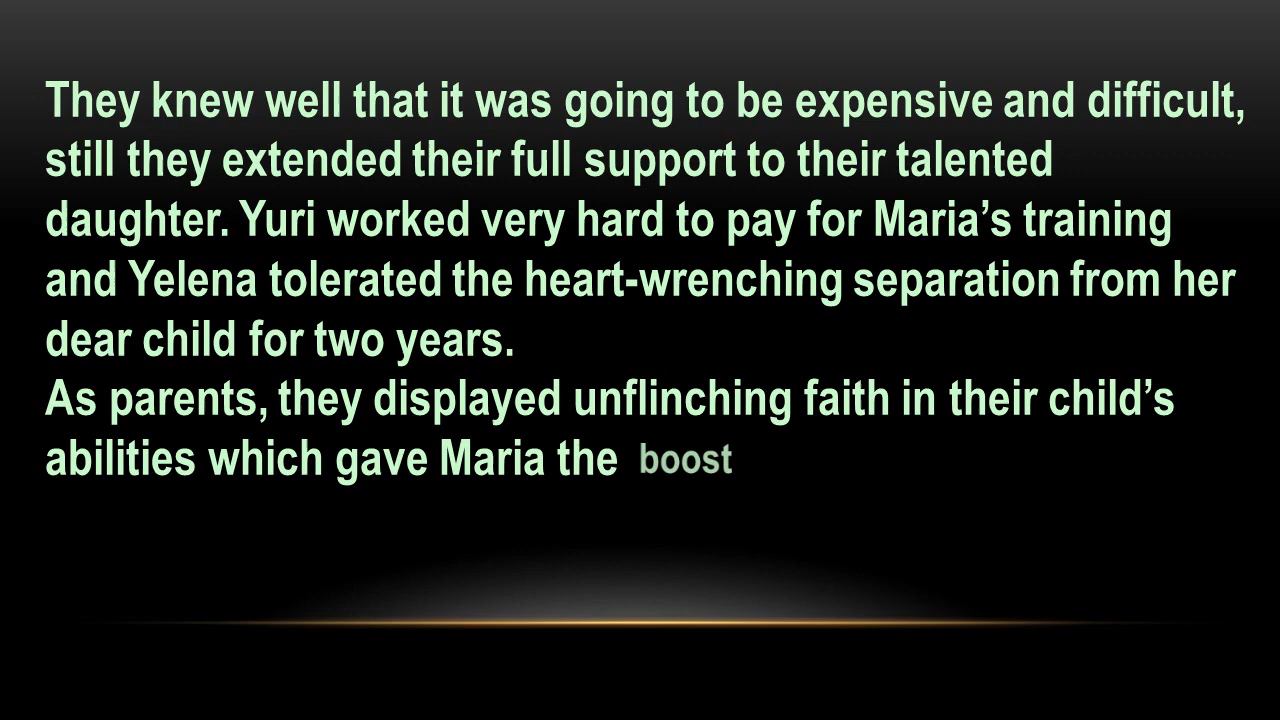 They knew well that it was going to be expensive and difficult,
still they extended their full support to their talented
daughter. Yuri worked very hard to pay for Maria’s training
and Yelena tolerated the heart-wrenching separation from her
dear child for two years.
As parents, they displayed unflinching faith in their child’s
abilities which gave Maria the boost